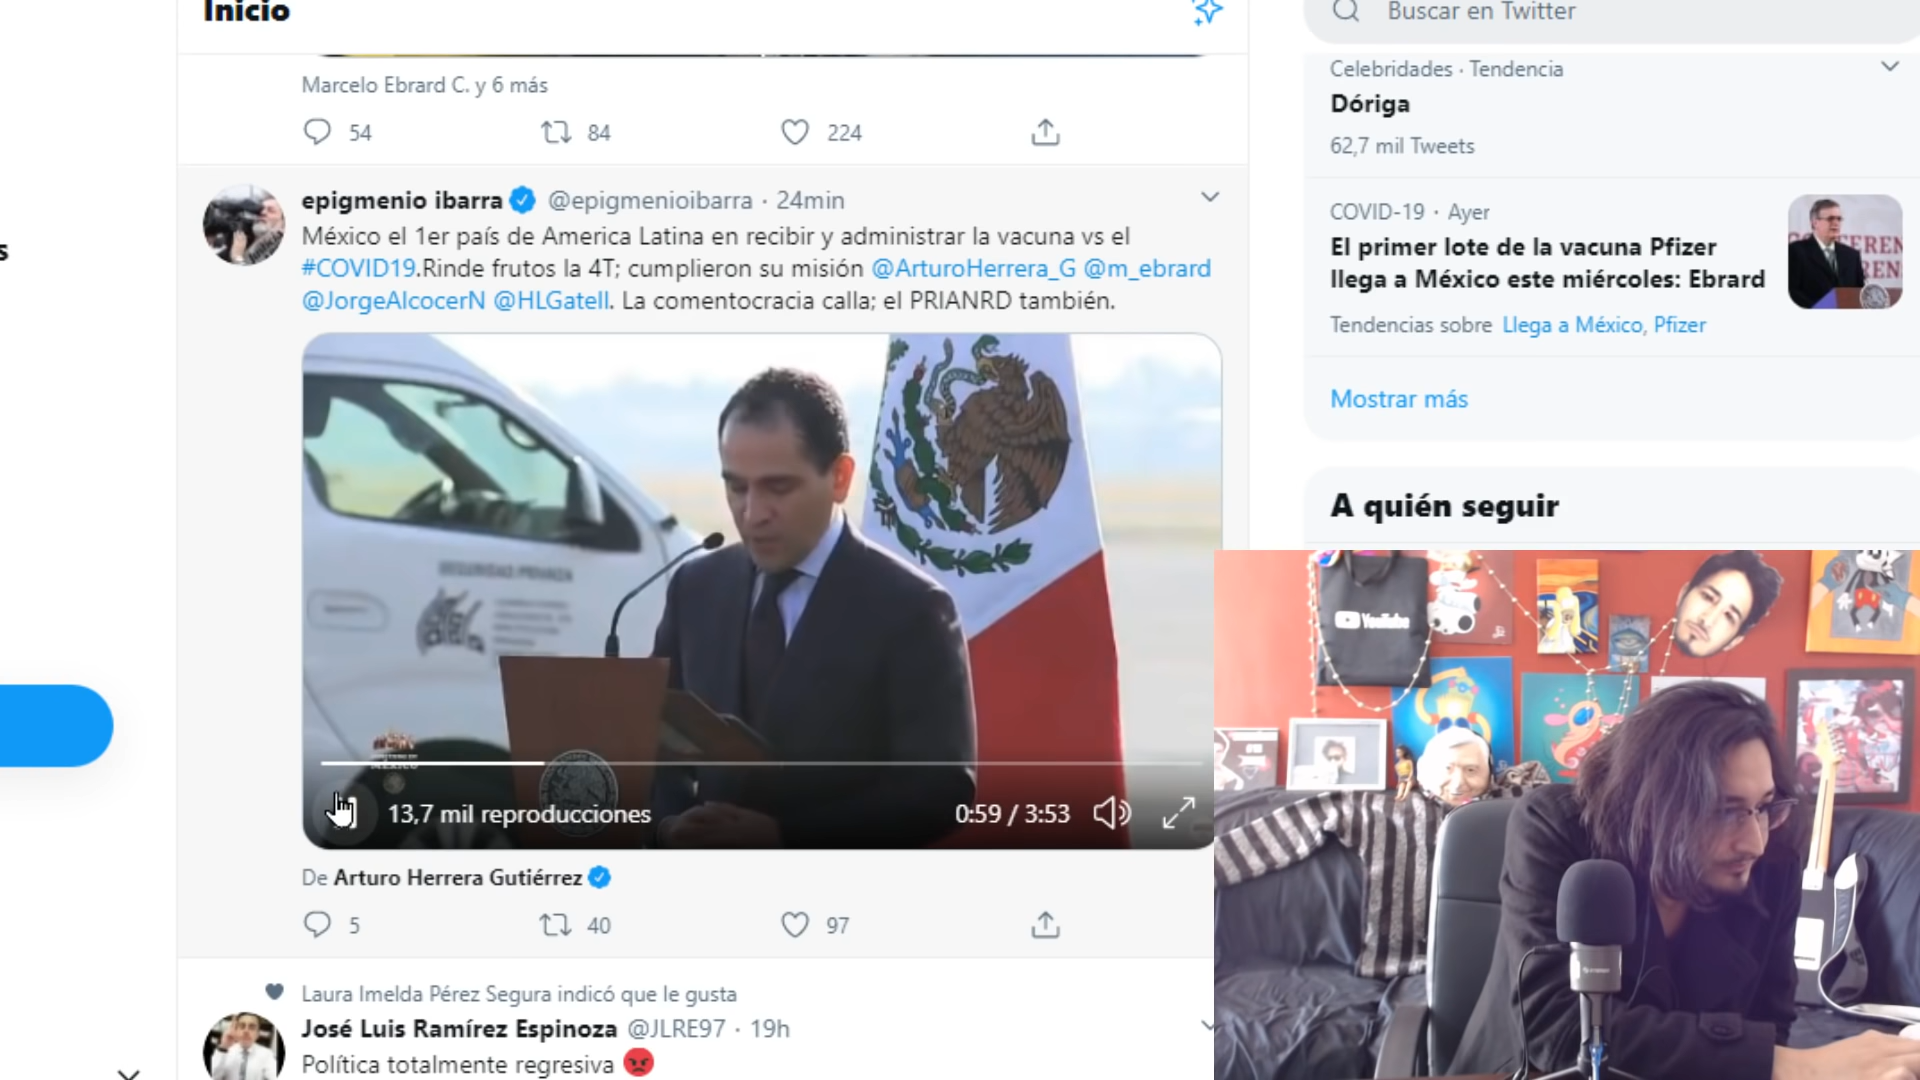 Inicio
Marcelo Ebrard C. y 6 más
54
84
224
epigmenio ibarra @epigmenioibarra · 24min
México el 1er país de America Latina en recibir y administrar la vacuna vs el
#COVID19.Rinde frutos la 4T; cumplieron su misión @ArturoHerrera_G @m_ebrard
@JorgeAlcocerN @HLGatell. La comentocracia calla; el PRIANRD también.
SEGURIDAD PRIVADA
MÉXICO
13,7 mil reproducciones
0:59 / 3:53
De Arturo Herrera Gutiérrez
5
40
97
Laura Imelda Pérez Segura indicó que le gusta
José Luis Ramírez Espinoza @JLRE97 · 19h
Política totalmente regresiva
s
Buscar en Twitter
Celebridades · Tendencia
Dóriga
62,7 mil Tweets
COVID-19 · Ayer
El primer lote de la vacuna Pfizer
llega a México este miércoles: Ebrard
Tendencias sobre Llega a México, Pfizer
Mostrar más
A quién seguir
YouTube